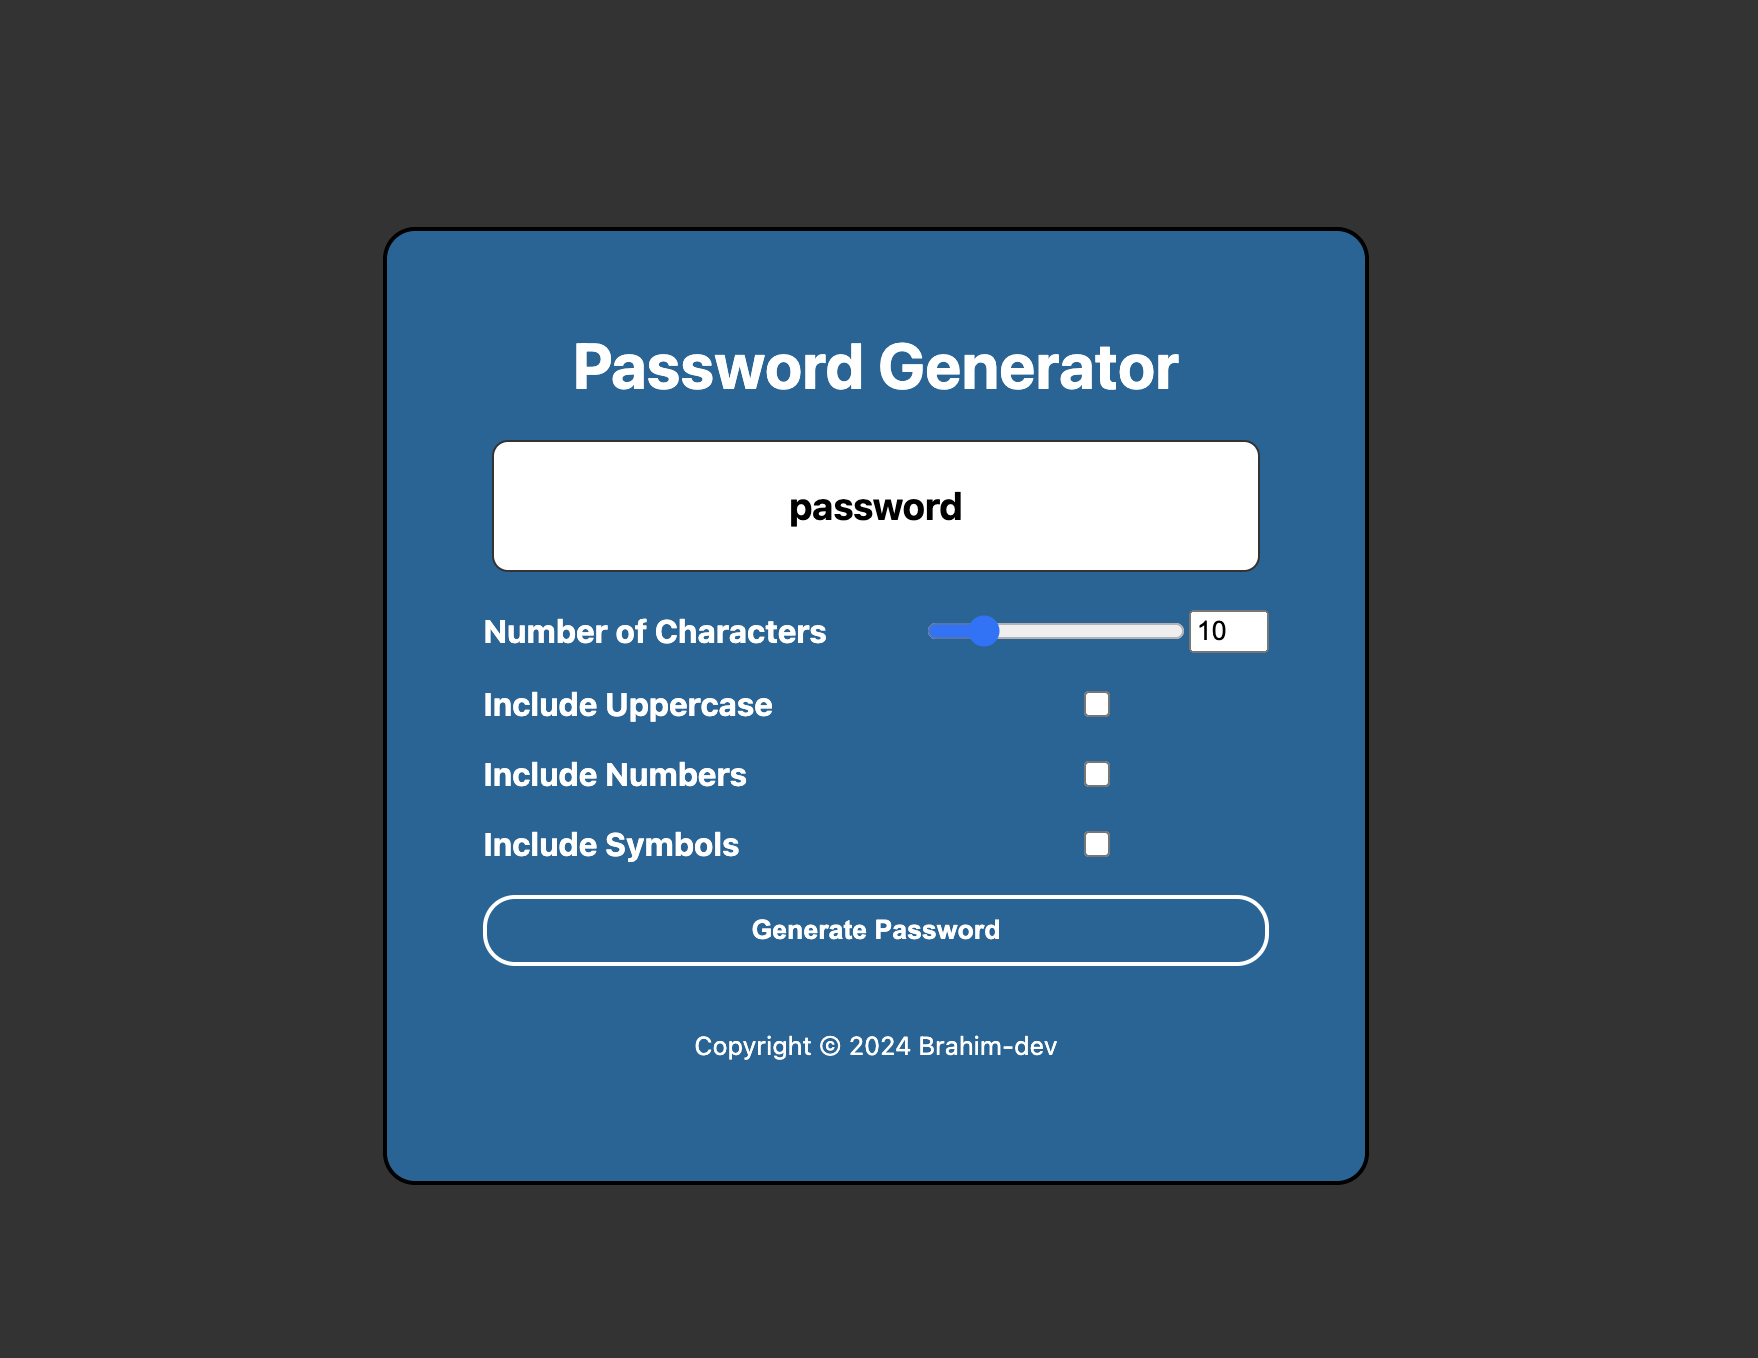 Password Generator
password
Number of Characters 10
Include Uppercase
Include Numbers
Include Symbols
Generate Password
Copyright © 2024 Brahim-dev